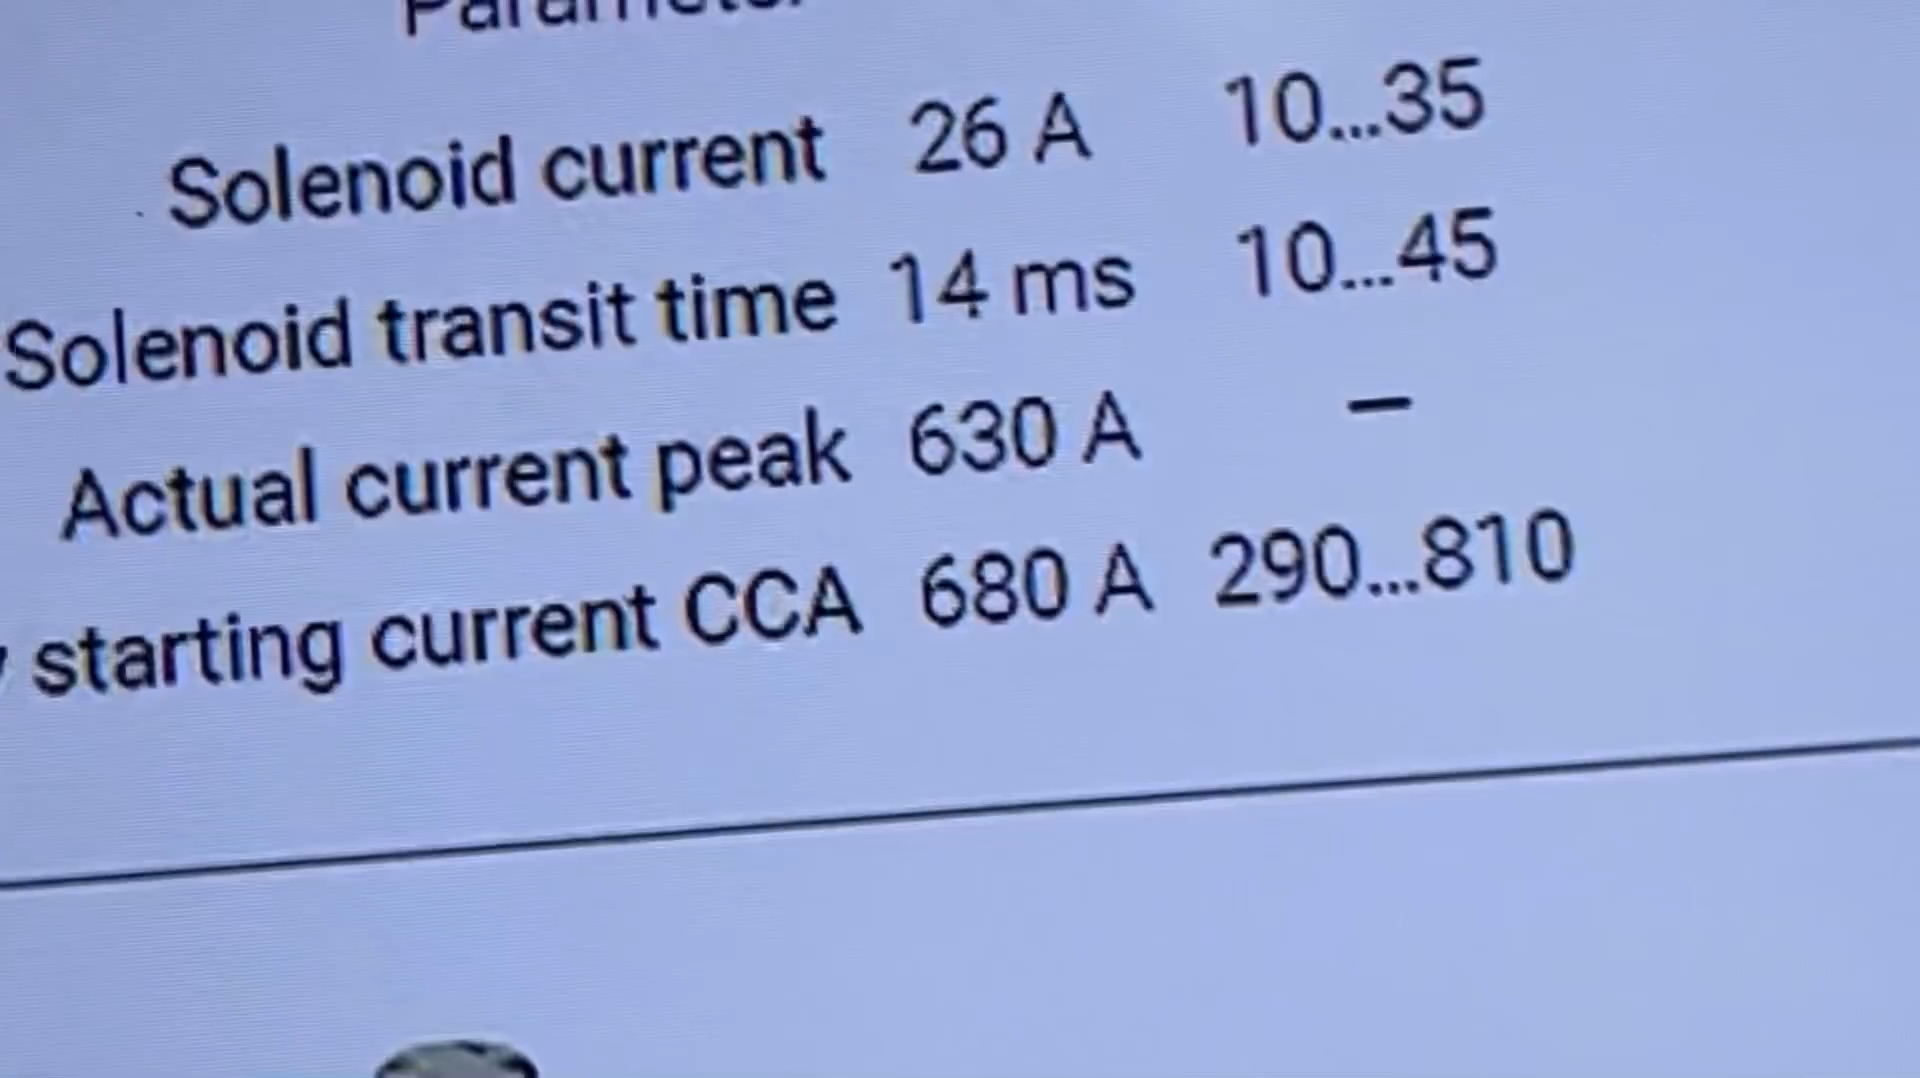 Parameter
Solenoid current 26 A 10...35
Solenoid transit time 14 ms 10...45
Actual current peak 630 A –
starting current CCA 680 A 290...810